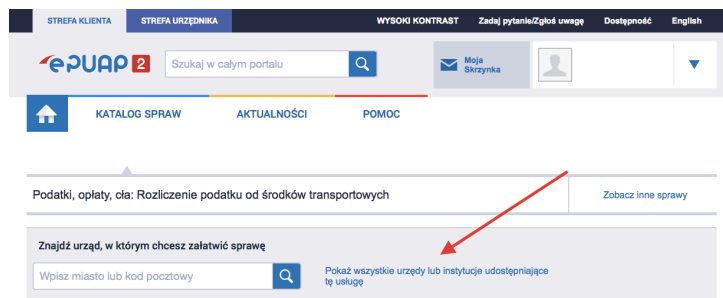 STREFA KLIENTA STREFA URZĘDNIKA WYSOKI KONTRAST Zadaj pytanie/Zgłoś uwagę Dostępność English
ePUAP 2 Szukaj w całym portalu Moja
Skrzynka
KATALOG SPRAW AKTUALNOŚCI POMOC
Podatki, opłaty, cła: Rozliczenie podatku od środków transportowych Zobacz inne sprawy
Znajdź urząd, w którym chcesz załatwić sprawę
Wpisz miasto lub kod pocztowy Pokaż wszystkie urzędy lub instytucje udostępniające
tę usługę